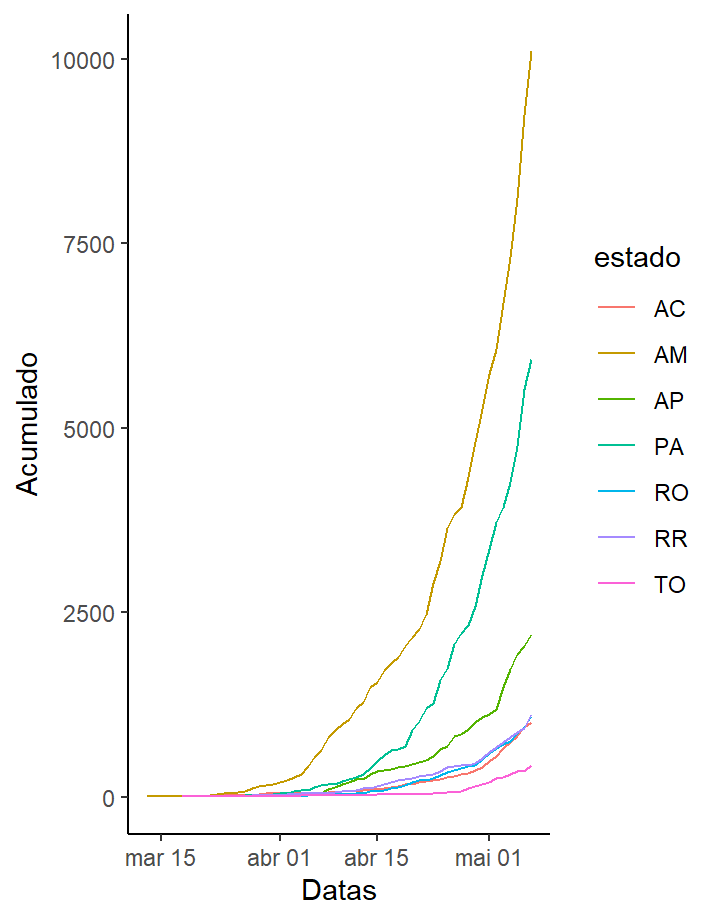 10000
7500
5000
2500
0
Acumulado
mar 15
abr 01
abr 15
mai 01
Datas
estado
AC
AM
AP
PA
RO
RR
TO